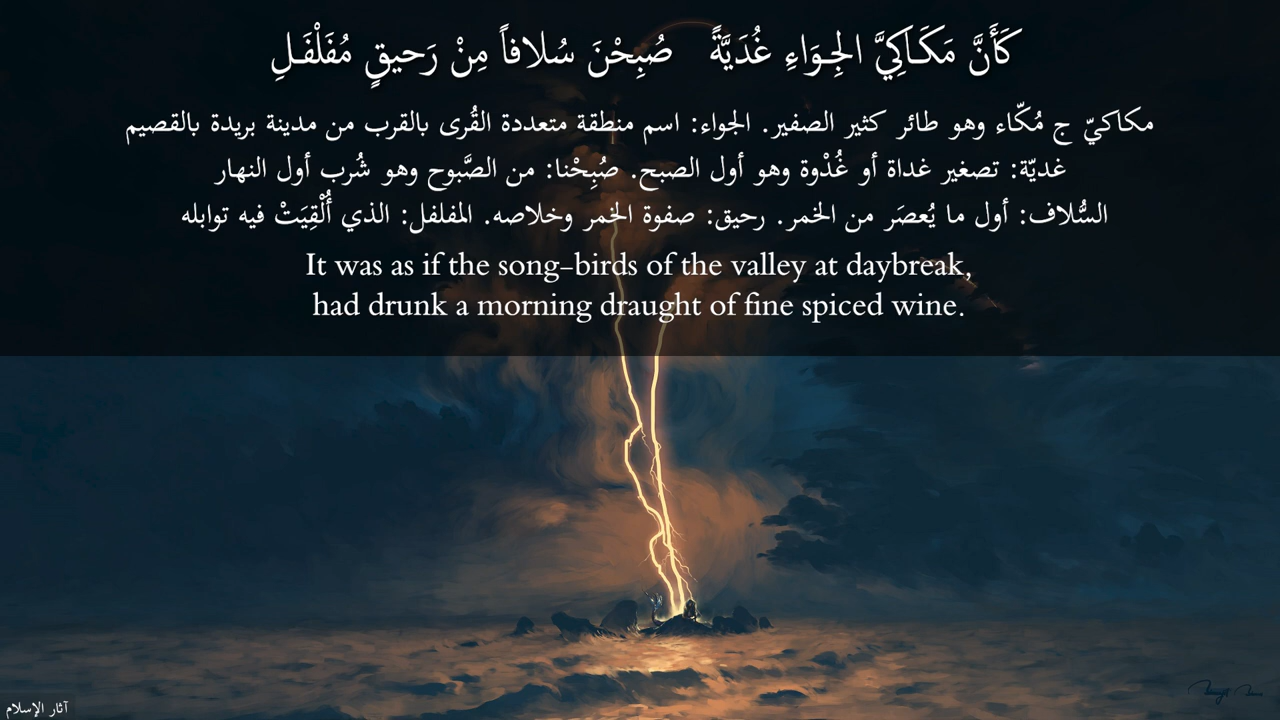 كَأَنَّ مَكَـاكِيَّ الجِـوَاءِ غُدَيَّةً صُبِحْنَ سُلافاً مِنْ رَحيقٍ مُفَلْفَـلِ
مكاكيّ ج مُكّاء وهو طائر كثير الصفير. الجواء: اسم منطقة متعددة القُرى بالقرب من مدينة بريدة بالقصيم
غديّة: تصغير غداة أو غُدْوة وهو أول الصبح. صُبِحْنا: من الصَّبوح وهو شُرب أول النهار
السُّلاف: أول ما يُعصَر من الخمر. رحيق: صفوة الخمر وخلاصه. المفلفل: الذي أُلْقِيَتْ فيه توابله
It was as if the song-birds of the valley at daybreak,
had drunk a morning draught of fine spiced wine.
آثار الإسلام